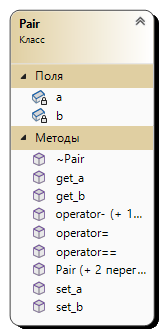 Pair
Класс
Поля
a
b
Методы
~Pair
get_a
get_b
operator- (+ 1...
operator=
operator==
Pair (+ 2 перег...
set_a
set_b